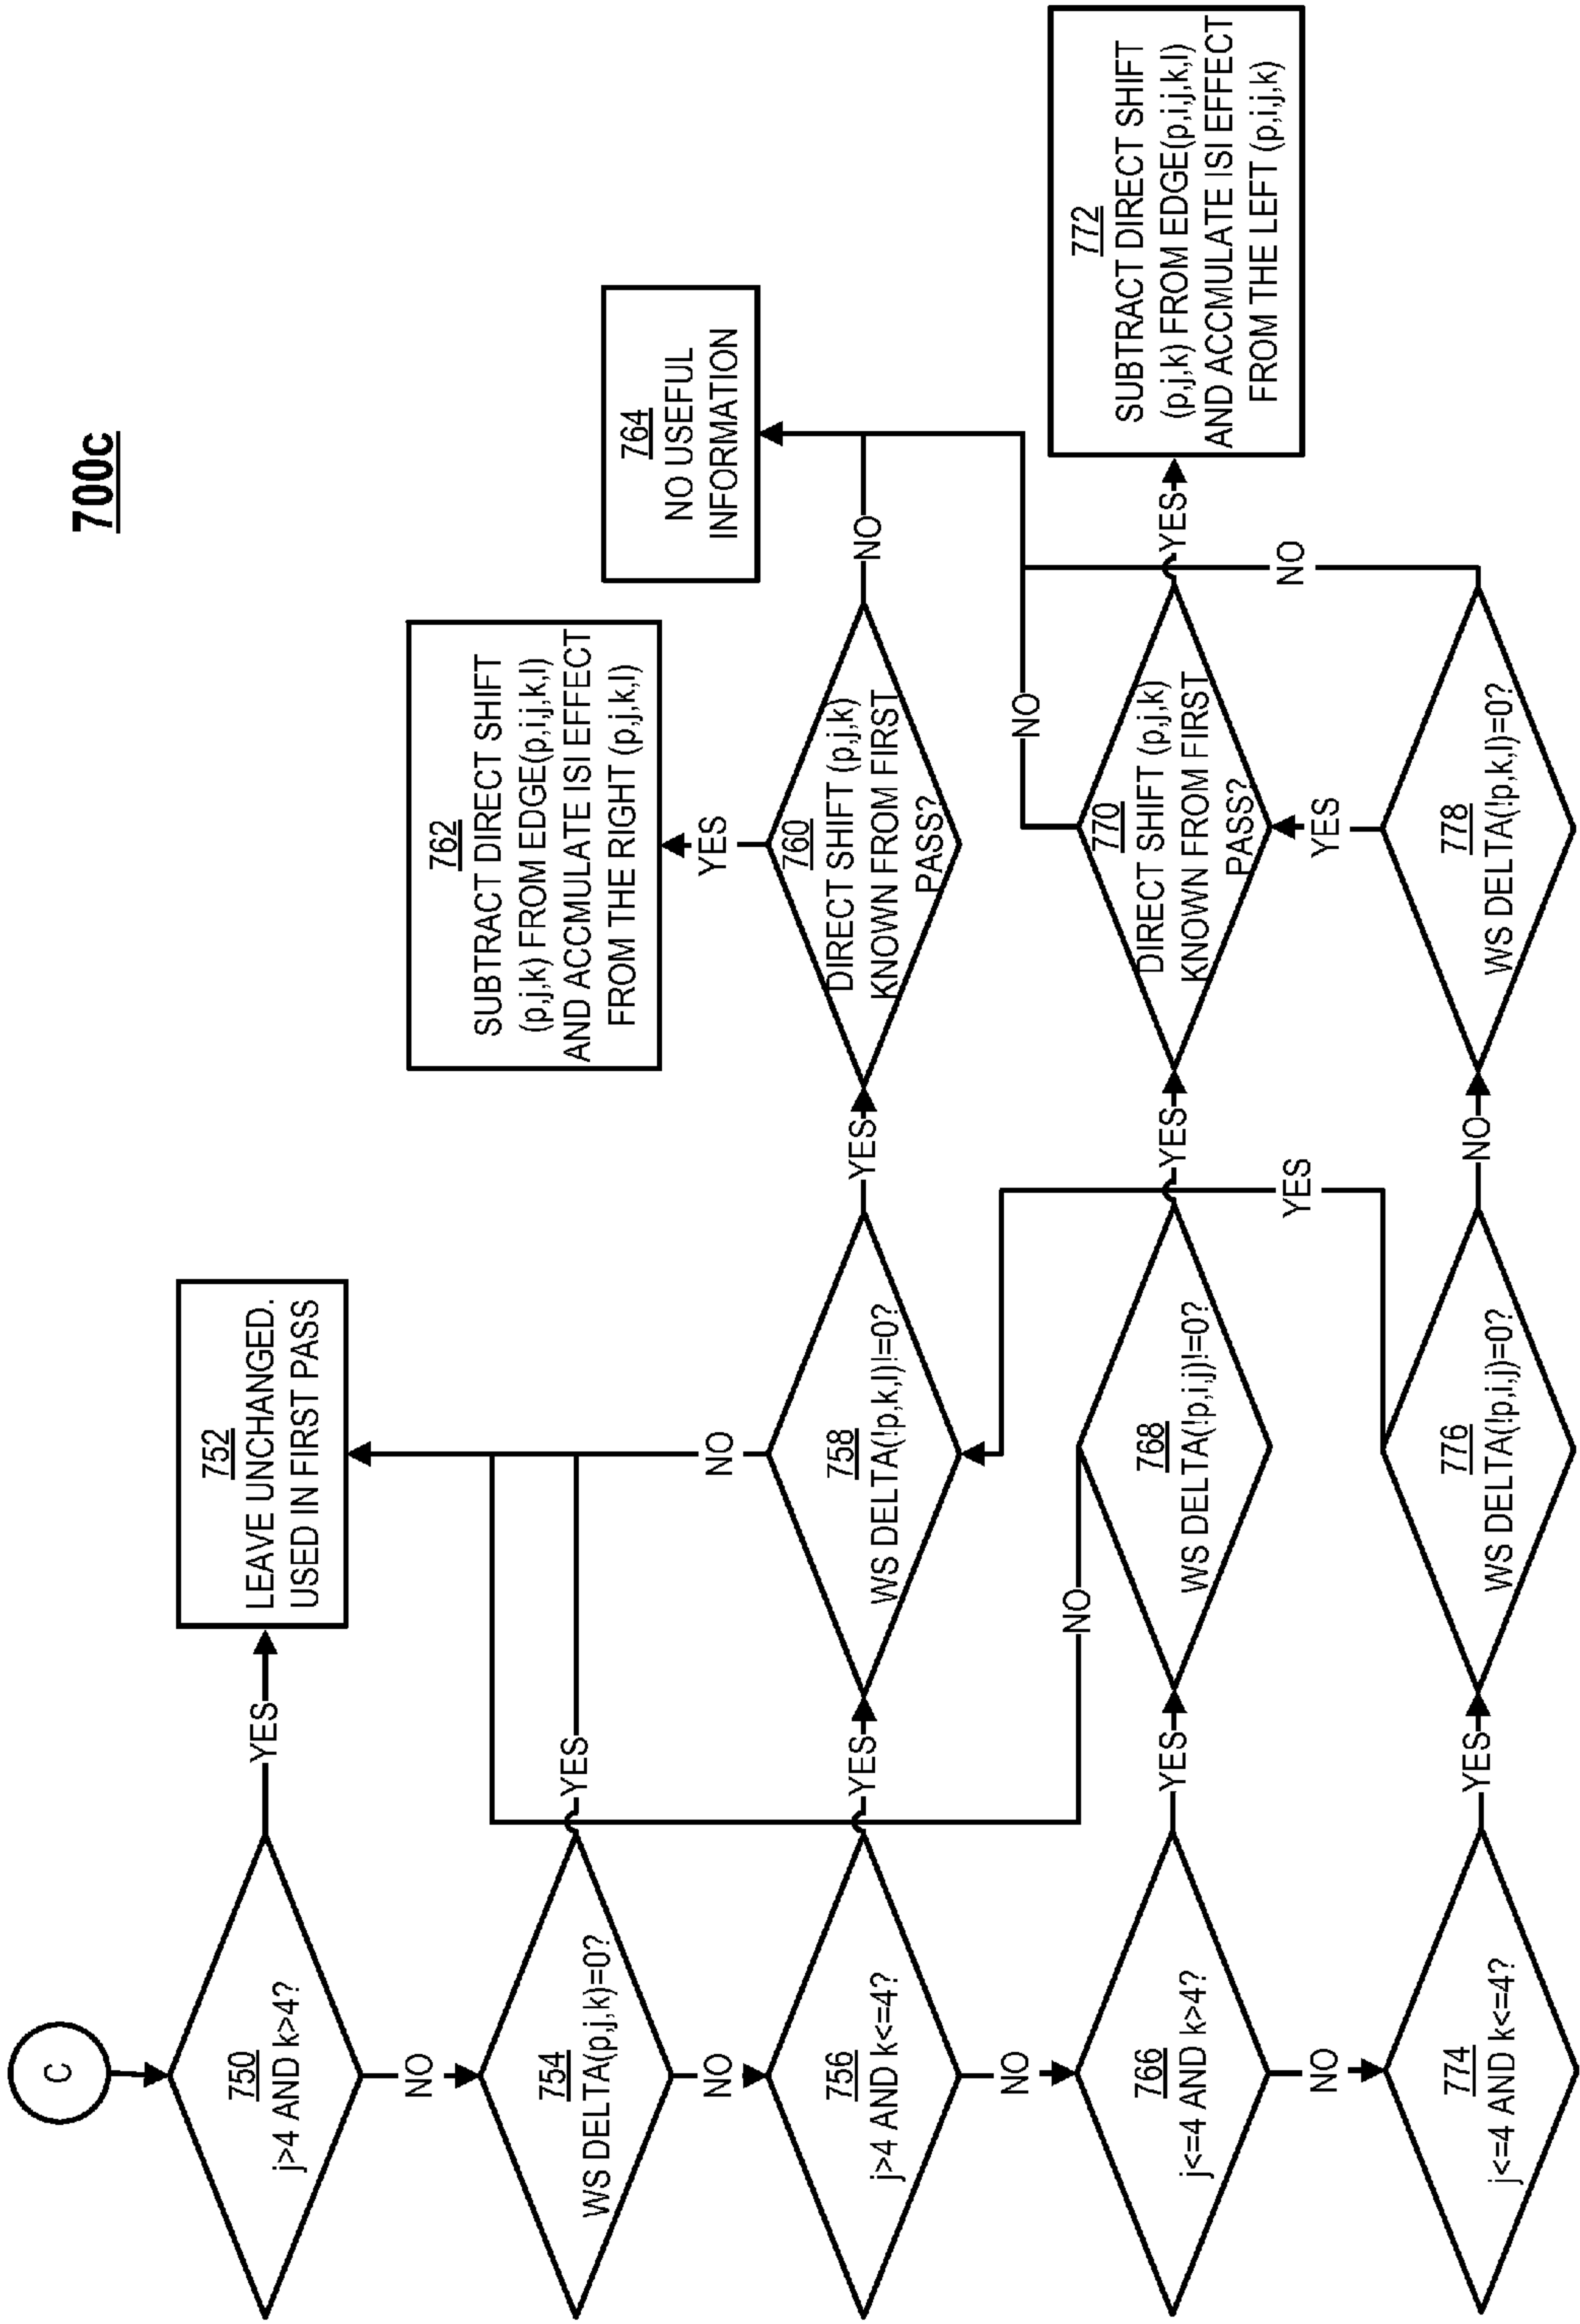 700c
C
750
j>4 AND k>4?
YES
752
LEAVE UNCHANGED.
USED IN FIRST PASS
NO
754
WS DELTA(p,j,k)=0?
YES
NO
756
j>4 AND k<=4?
YES
758
WS DELTA(!p,k,l)!=0?
NO
YES
760
DIRECT SHIFT (p,j,k)
KNOWN FROM FIRST
PASS?
YES
762
SUBTRACT DIRECT SHIFT
(p,j,k) FROM EDGE(p,i,j,k,l)
AND ACCMULATE ISI EFFECT
FROM THE RIGHT (p,j,k,l)
NO
764
NO USEFUL
INFORMATION
NO
766
j<=4 AND k>4?
YES
768
WS DELTA(!p,i,j)!=0?
NO
YES
770
DIRECT SHIFT (p,j,k)
KNOWN FROM FIRST
PASS?
NO
YES
772
SUBTRACT DIRECT SHIFT
(p,j,k) FROM EDGE(p,i,j,k,l)
AND ACCMULATE ISI EFFECT
FROM THE LEFT (p,i,j,k)
NO
774
j<=4 AND k<=4?
YES
776
WS DELTA(!p,i,j)=0?
YES
NO
778
WS DELTA(!p,k,l)=0?
YES
NO